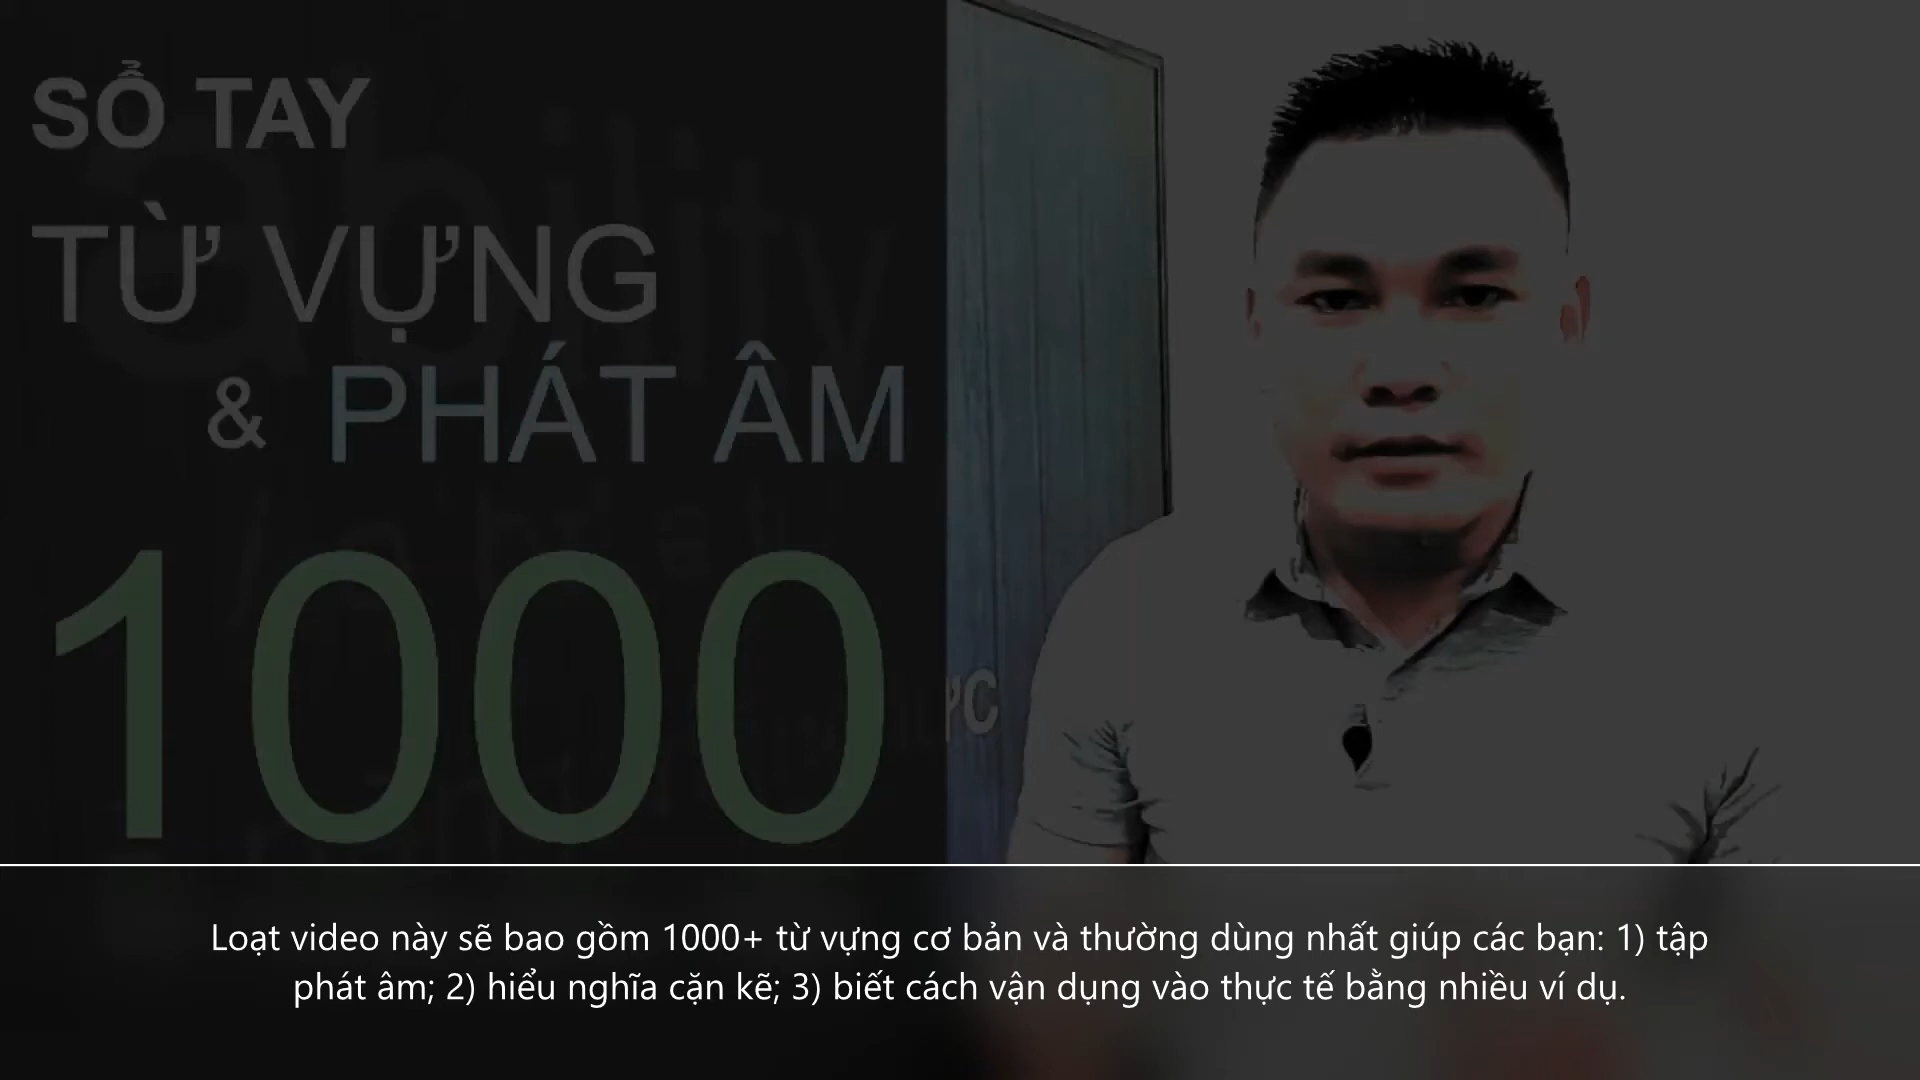 SỔ TAY
TỪ VỰNG
& PHÁT ÂM
1000
ƯC
Loạt video này sẽ bao gồm 1000+ từ vựng cơ bản và thường dùng nhất giúp các bạn: 1) tập
phát âm; 2) hiểu nghĩa cặn kẽ; 3) biết cách vận dụng vào thực tế bằng nhiều ví dụ.
ability